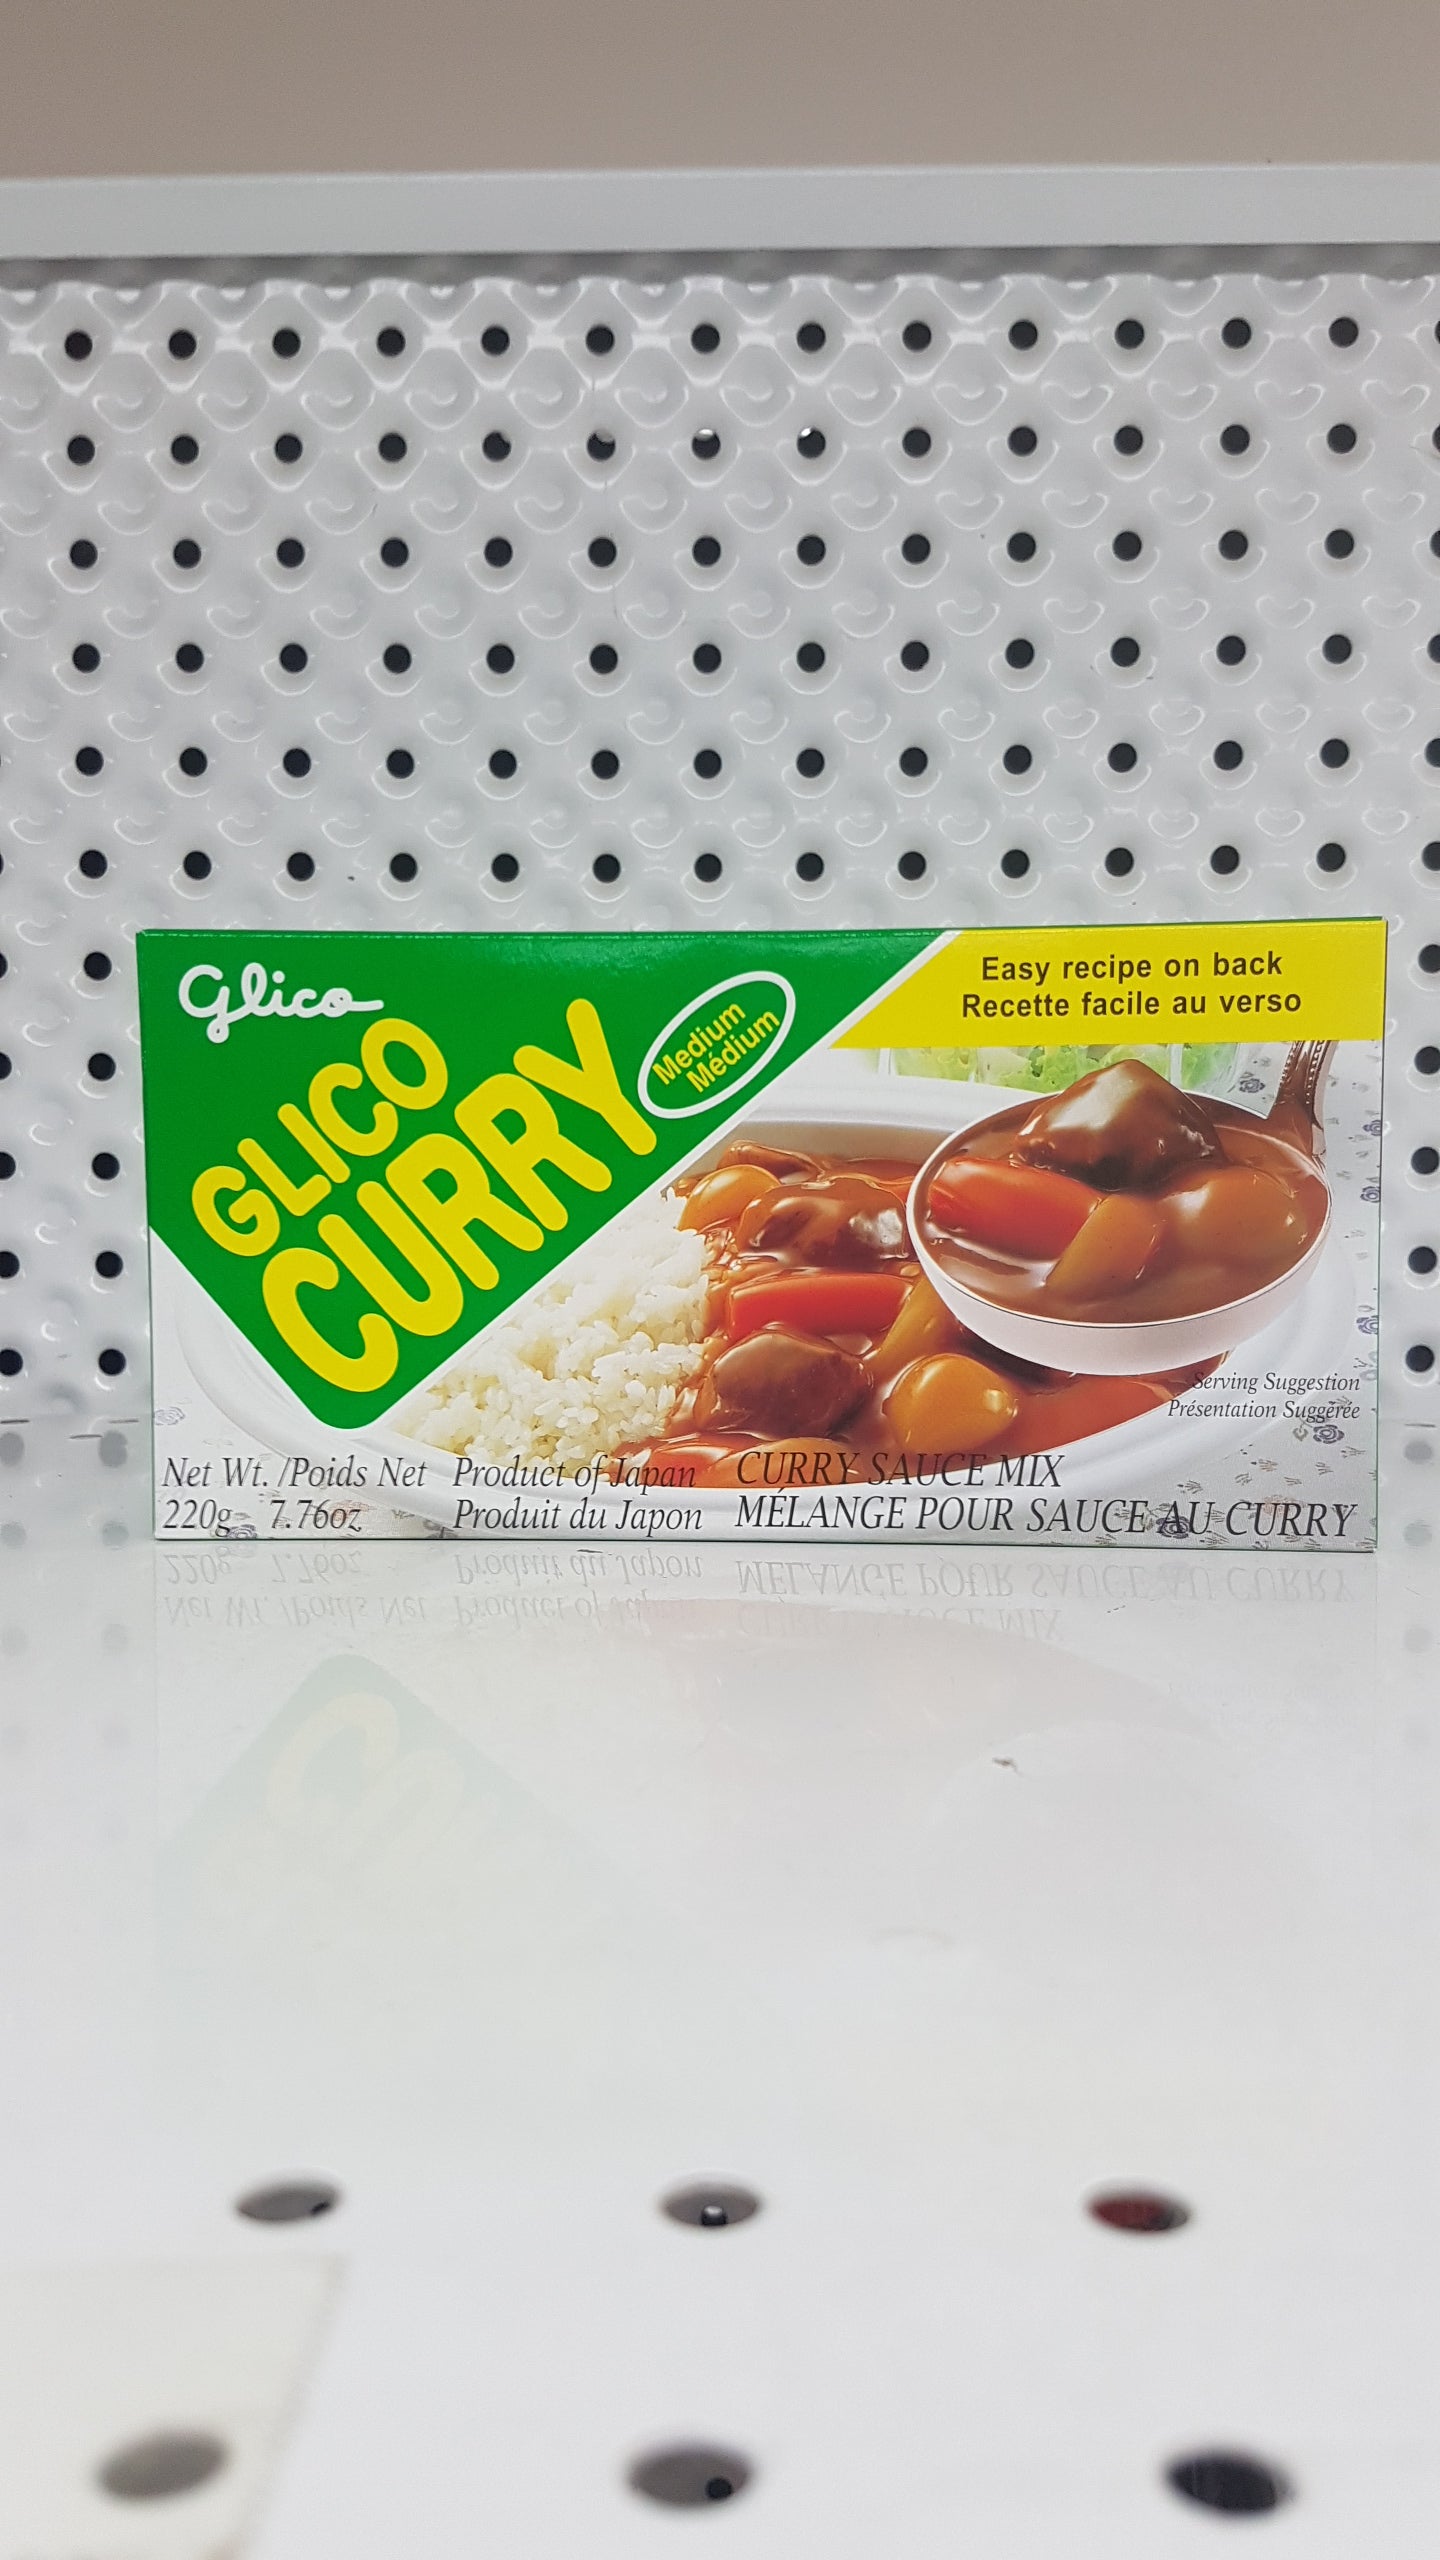 Glico
GLICO
CURRY
Medium
Médium
Easy recipe on back
Recette facile au verso
Serving Suggestion
Présentation Suggérée
Net Wt. /Poids Net
220g 7.76oz
Product of Japan
Produit du Japon
CURRY SAUCE MIX
MÉLANGE POUR SAUCE AU CURRY